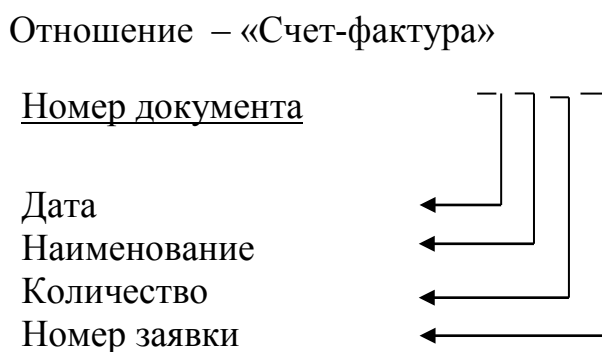 Отношение – «Счет-фактура»
Номер документа
Дата
Наименование
Количество
Номер заявки